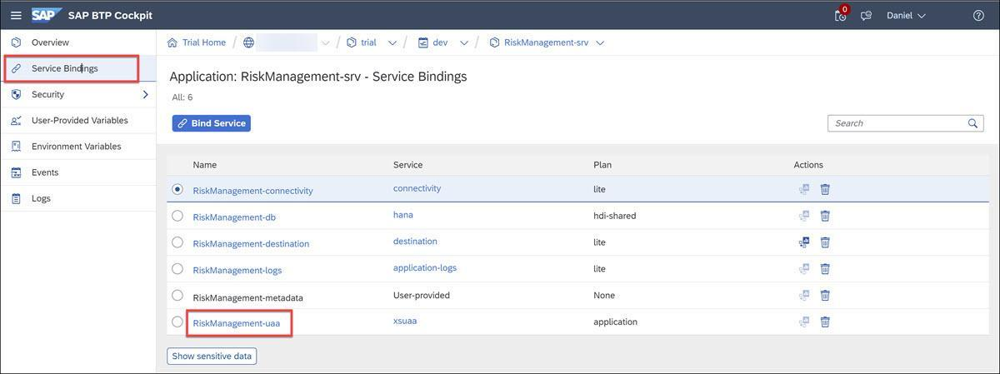 SAP SAP BTP Cockpit 0 Daniel
Overview
Service Bindings
Security
User-Provided Variables
Environment Variables
Events
Logs
Trial Home / / trial / dev / RiskManagement-srv
Application: RiskManagement-srv - Service Bindings
All: 6
Bind Service
Search
Name Service Plan Actions
RiskManagement-connectivity connectivity lite
RiskManagement-db hana hdi-shared
RiskManagement-destination destination lite
RiskManagement-logs application-logs lite
RiskManagement-metadata User-provided None
RiskManagement-uaa xsuaa application
Show sensitive data